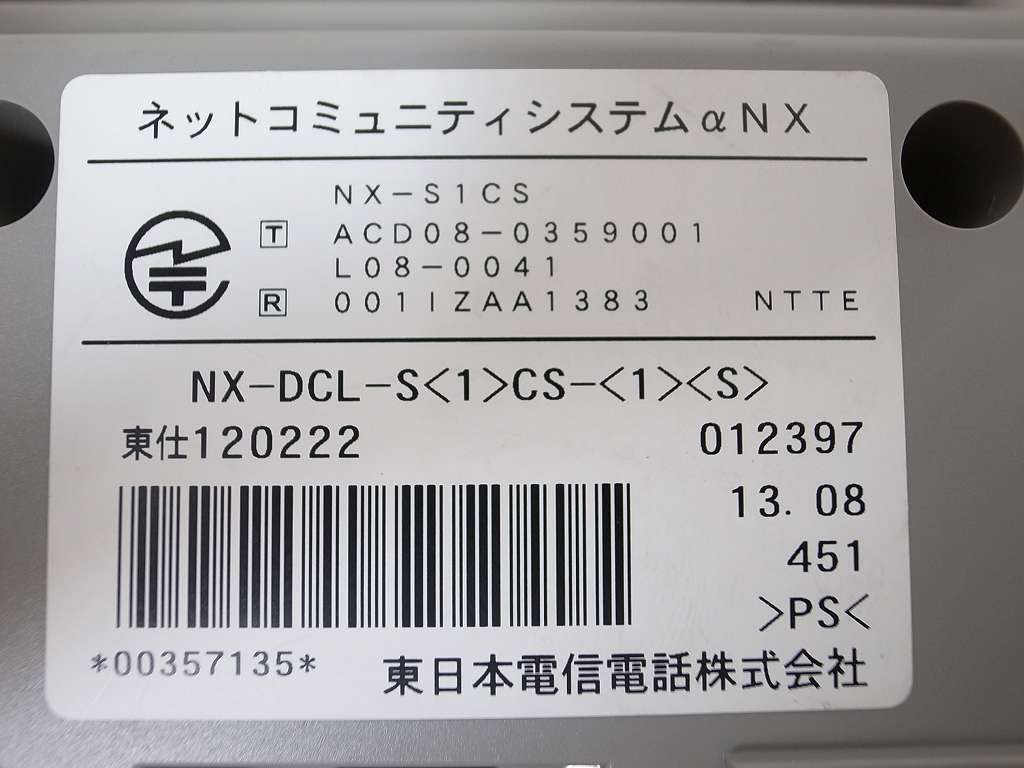 ネットコミュニティシステムαNX
NX-S1CS
T ACD08-0359001
L08-0041
R 001IZAA1383 NTTE
NX-DCL-S<1>CS-<1><S>
東仕120222 012397
13. 08
451
>PS<
*00357135* 東日本電信電話株式会社